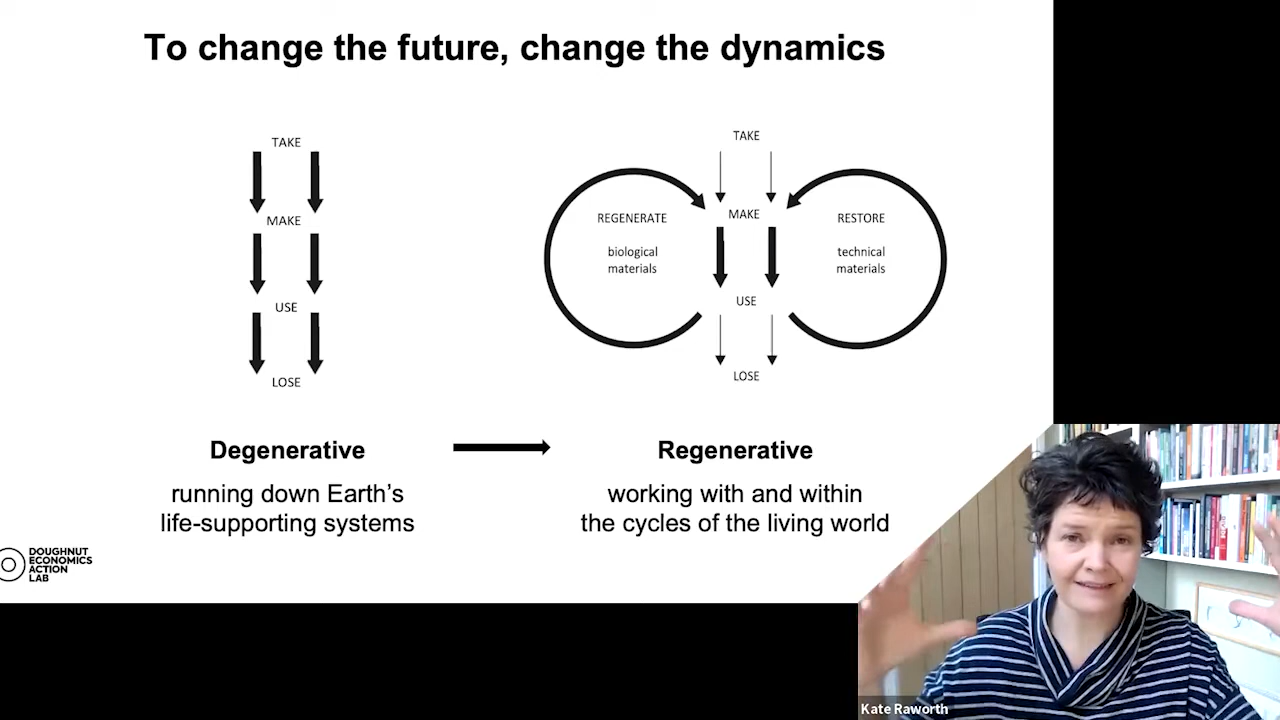 To change the future, change the dynamics
TAKE
MAKE
USE
LOSE
TAKE
REGENERATE
MAKE
RESTORE
biological
materials
technical
materials
USE
LOSE
Degenerative
Regenerative
running down Earth’s
life-supporting systems
working with and within
the cycles of the living world
DOUGHNUT
ECONOMICS
ACTION
LAB
Kate Raworth